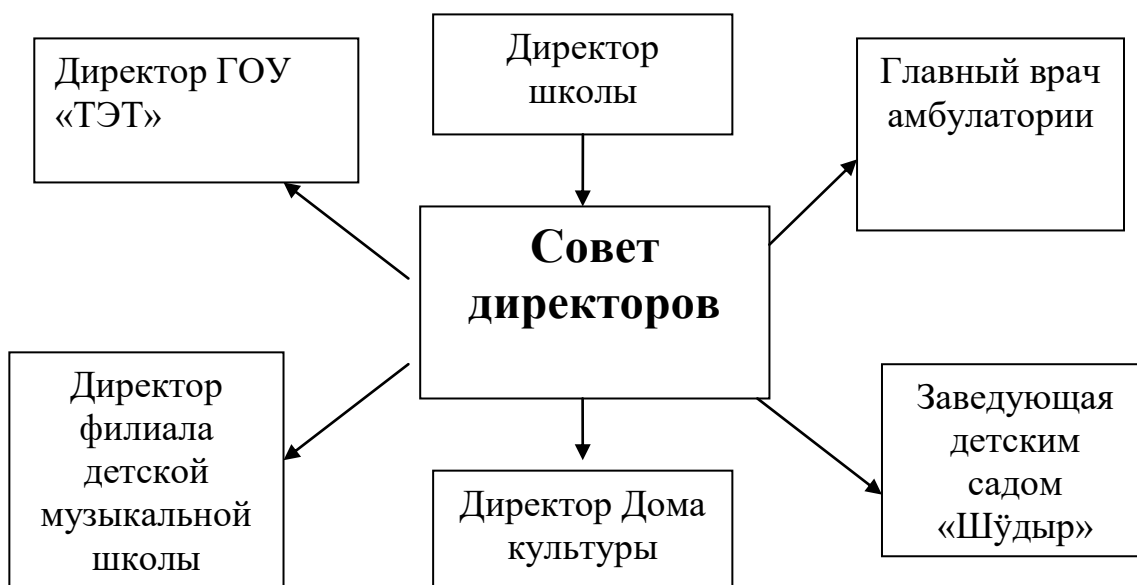 Директор ГОУ
«ТЭТ»
Директор
школы
Главный врач
амбулатории
Совет
директоров
Директор
филиала
детской
музыкальной
школы
Директор Дома
культуры
Заведующая
детским
садом
«Шӱдыр»